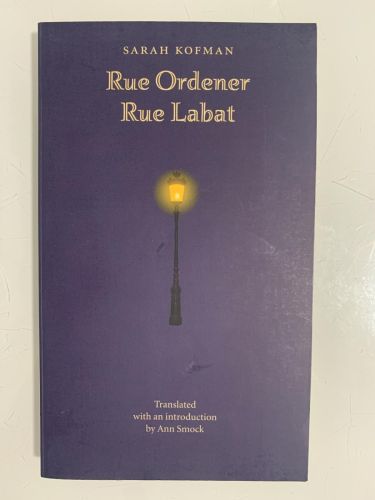 SARAH KOFMAN
Rue Ordener
Rue Labat
Translated
with an introduction
by Ann Smock